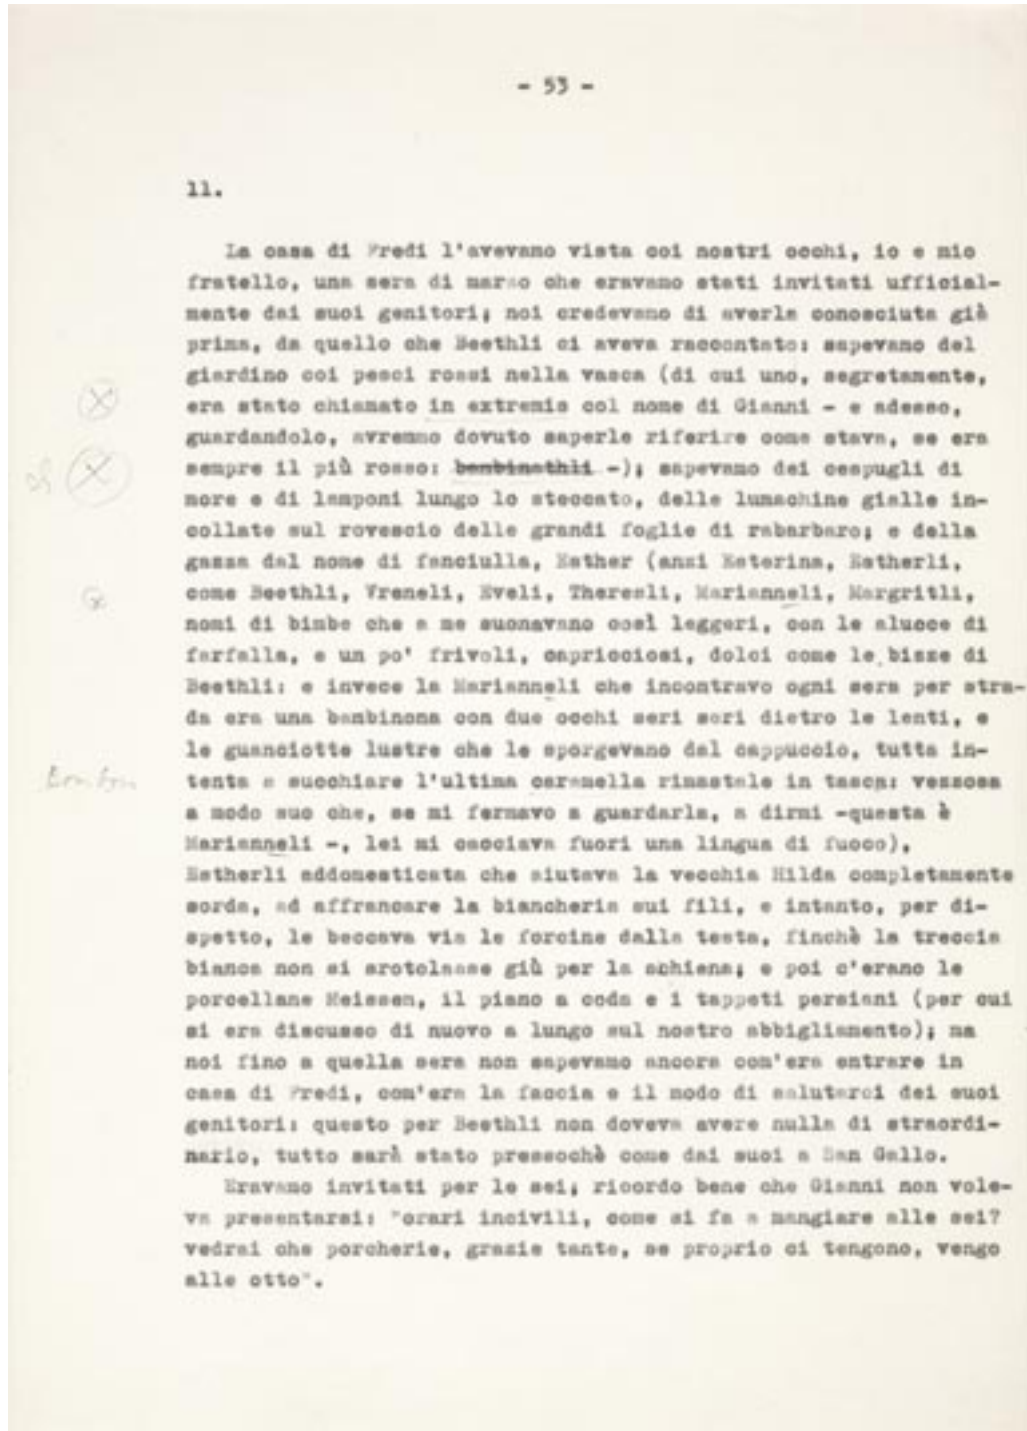 - 53 -
11.
La casa di Fredi l'avevamo vista coi nostri occhi, io e mio
fratello, una sera di marzo che eravamo stati invitati ufficial-
mente dai suoi genitori; noi credevamo di averla conosciuta già
prima, da quello che Beethli ci aveva raccontato: sapevamo del
giardino coi pesci rossi nella vasca (di cui uno, segretamente,
era stato chiamato in extremis col nome di Gianni - e adesso,
guardandolo, avremmo dovuto saperle riferire come stava, se era
sempre il più rosso: -); sapevamo dei cespugli di
more e di lamponi lungo lo steccato, delle lumachine gialle in-
collate sul rovescio delle grandi foglie di rabarbaro; e della
gazza dal nome di fanciulla, Esther (anzi Esterina, Estherli,
come Beethli, Vreneli, Eveli, Theresli, Marianneli, Margritli,
nomi di bimbe che a me suonavano così leggeri, con le alucce di
farfalla, e un po' frivoli, capricciosi, dolci come le bizze di
Beethli: e invece la Marianneli che incontravo ogni sera per stra-
da era una bambinona con due occhi seri seri dietro le lenti, e
le guanciotte lustre che le sporgevano dal cappuccio, tutta in-
bonbon
tenta a succhiare l'ultima caramella rimastale in tasca: vezzosa
a modo suo che, se mi fermavo a guardarla, a dirmi -questa è
Marianneli -, lei mi cacciava fuori una lingua di fuoco),
Estherli addomesticata che aiutava la vecchia Hilda completamente
sorda, ad affrancare la biancheria sui fili, e intanto, per di-
spetto, le beccava via le forcine dalla testa, finchè la treccia
bianca non si srotolasse giù per la schiena; e poi c'erano le
porcellane Meissen, il piano a coda e i tappeti persiani (per cui
si era discusso di nuovo a lungo sul nostro abbigliamento); ma
noi fino a quella sera non sapevamo ancora com'era entrare in
casa di Fredi, com'era la faccia e il modo di salutarci dei suoi
genitori: questo per Beethli non doveva avere nulla di straordi-
nario, tutto sarà stato pressochè come dai suoi a San Gallo.
Eravamo invitati per le sei; ricordo bene che Gianni non vole-
va presentarsi: "orari incivili, come si fa a mangiare alle sei?
vedrai che porcherie, grazie tante, se proprio ci tengono, vengo
alle otto".